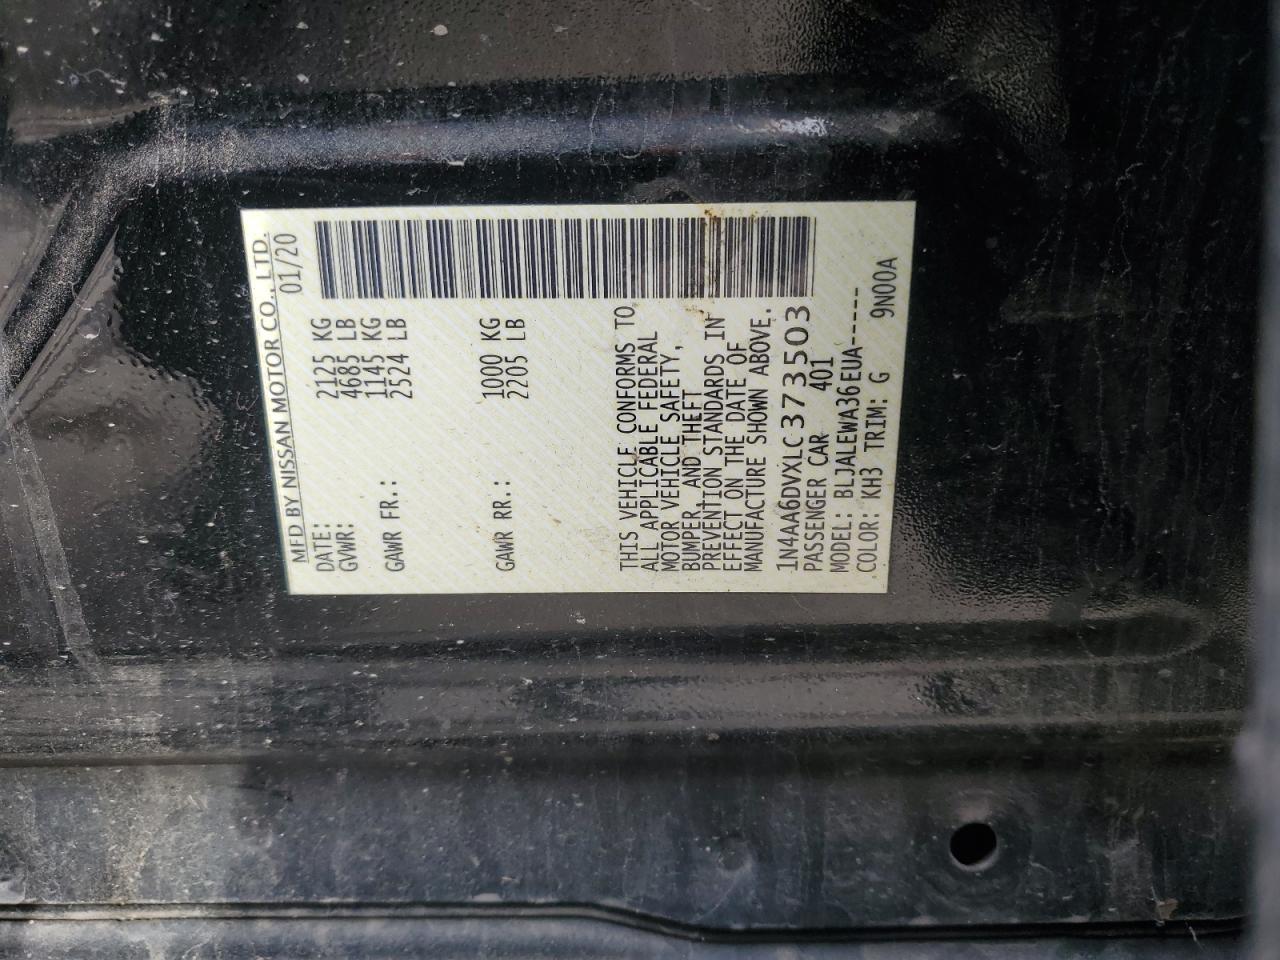 MFD BY NISSAN MOTOR CO., LTD.
DATE: 01/20
GVWR: 2125 KG
4685 LB
GAWR FR.: 1145 KG
2524 LB
GAWR RR.: 1000 KG
2205 LB
THIS VEHICLE CONFORMS TO
ALL APPLICABLE FEDERAL
MOTOR VEHICLE SAFETY,
BUMPER, AND THEFT
PREVENTION STANDARDS IN
EFFECT ON THE DATE OF
MANUFACTURE SHOWN ABOVE.
1N4AA6DVXLC373503
PASSENGER CAR 401
MODEL: BLJALEWA36EUA-----
COLOR: KH3 TRIM: G 9N00A